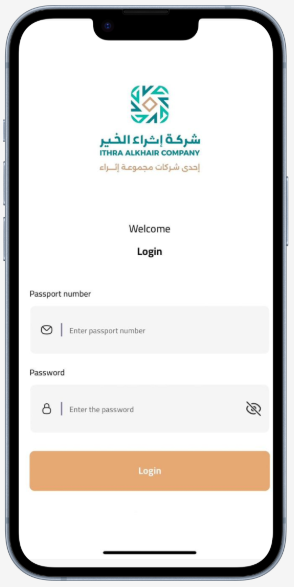 شركة إثراء الخير
ITHRA ALKHAIR COMPANY
إحدى شركات مجموعة إثـــراء
Welcome
Login
Passport number
Enter passport number
Password
Enter the password
Login